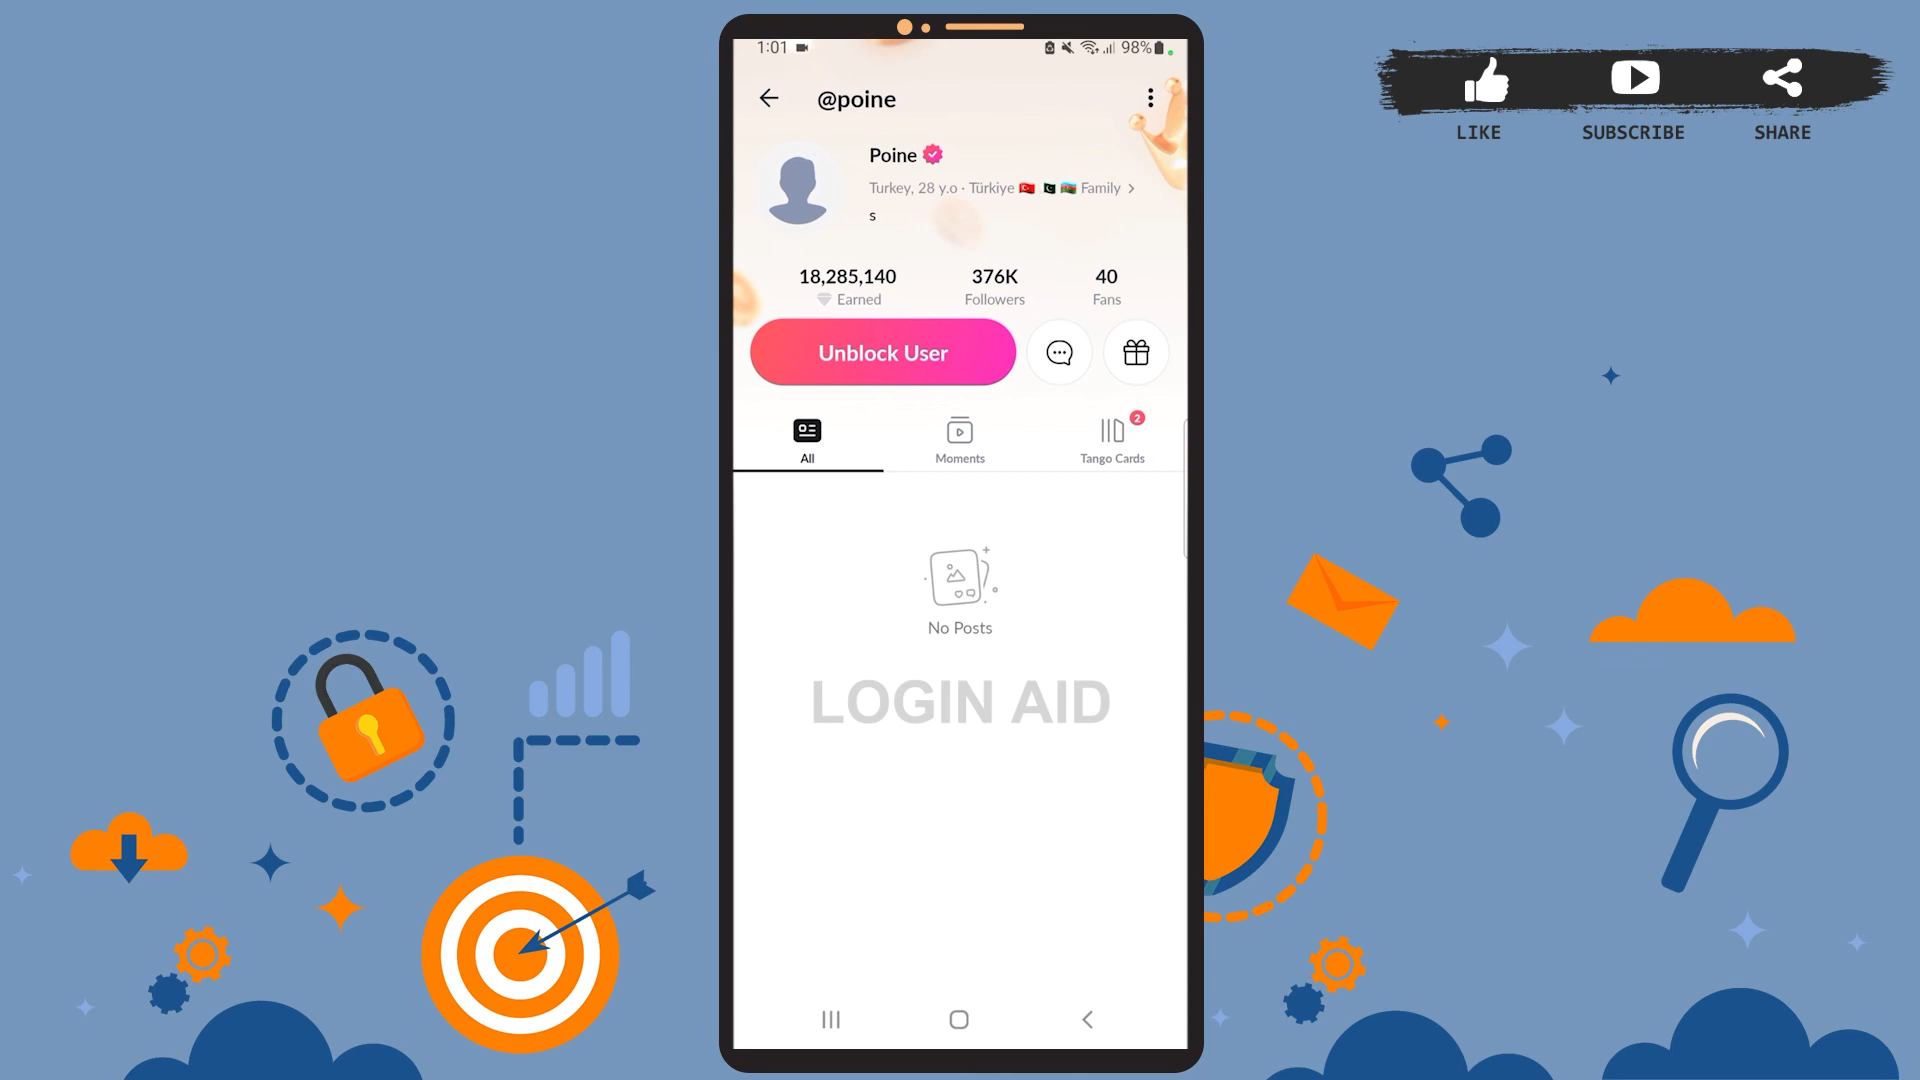 LIKE SUBSCRIBE SHARE
1:01 98%
@poine
Poine
Turkey, 28 y.o · Türkiye 🇹🇷 🇵🇰 🇦🇿 Family >
s
18,285,140 376K 40
Earned Followers Fans
Unblock User
2
All Moments Tango Cards
No Posts
LOGIN AID